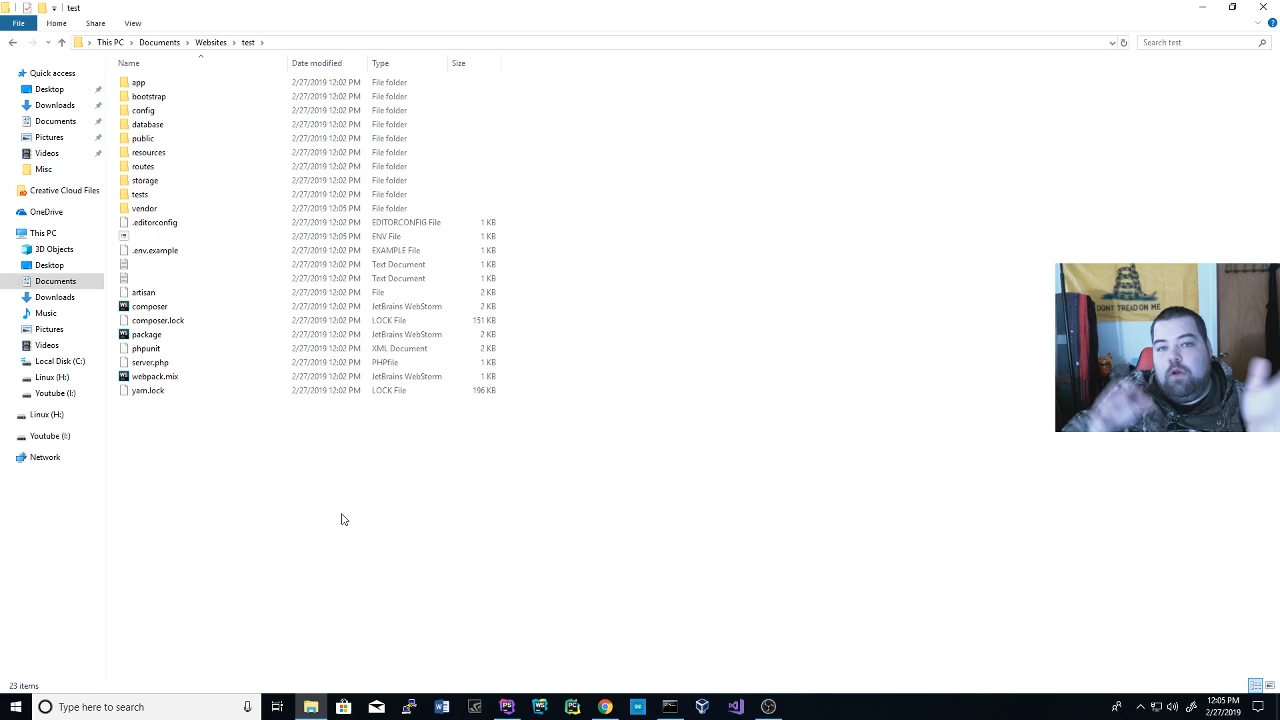 test
File Home Share View
This PC Documents Websites test Search test
Name Date modified Type Size
Quick access
Desktop
Downloads
Documents
Pictures
Videos
Misc
Creative Cloud Files
OneDrive
This PC
3D Objects
Desktop
Documents
Downloads
Music
Pictures
Videos
Local Disk (C:)
Linux (H:)
Youtube (I:)
Linux (H:)
Youtube (I:)
Network
app 2/27/2019 12:02 PM File folder
bootstrap 2/27/2019 12:02 PM File folder
config 2/27/2019 12:02 PM File folder
database 2/27/2019 12:02 PM File folder
public 2/27/2019 12:02 PM File folder
resources 2/27/2019 12:02 PM File folder
routes 2/27/2019 12:02 PM File folder
storage 2/27/2019 12:02 PM File folder
tests 2/27/2019 12:02 PM File folder
vendor 2/27/2019 12:05 PM File folder
.editorconfig 2/27/2019 12:02 PM EDITORCONFIG File 1 KB
2/27/2019 12:05 PM ENV File 1 KB
.env.example 2/27/2019 12:02 PM EXAMPLE File 1 KB
2/27/2019 12:02 PM Text Document 1 KB
2/27/2019 12:02 PM Text Document 1 KB
artisan 2/27/2019 12:02 PM File 2 KB
composer 2/27/2019 12:02 PM JetBrains WebStorm 2 KB
composer.lock 2/27/2019 12:02 PM LOCK File 151 KB
package 2/27/2019 12:02 PM JetBrains WebStorm 2 KB
phpunit 2/27/2019 12:02 PM XML Document 2 KB
server.php 2/27/2019 12:02 PM PHPfile 1 KB
webpack.mix 2/27/2019 12:02 PM JetBrains WebStorm 1 KB
yarn.lock 2/27/2019 12:02 PM LOCK File 196 KB
DONT TREAD ON ME
23 items
Type here to search
12:05 PM
2/27/2019